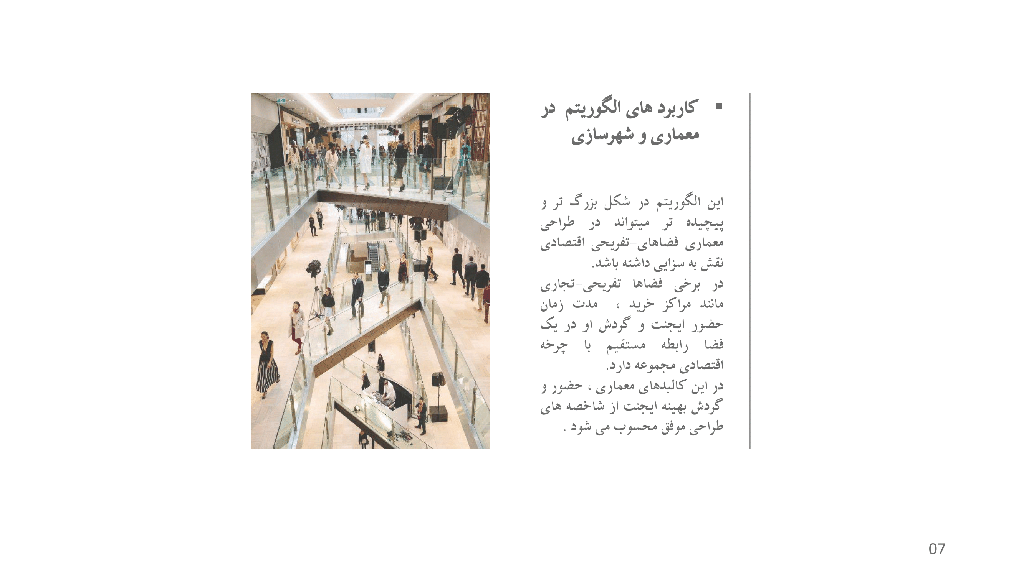 ▪ کاربرد های الگوریتم در
معماری و شهرسازی
این الگوریتم در شکل بزرگ تر و
پیچیده تر میتواند در طراحی
معماری فضاهای تفریحی اقتصادی
نقش به سزایی داشته باشد.
در برخی فضاها تفریحی تجاری
مانند مراکز خرید ، مدت زمان
حضور ایجنت و گردش او در یک
فضا رابطه مستقیم با چرخه
اقتصادی مجموعه دارد.
در این کالبدهای معماری ، حضور و
گردش بهینه ایجنت از شاخصه های
طراحی موفق محسوب می شود .
07